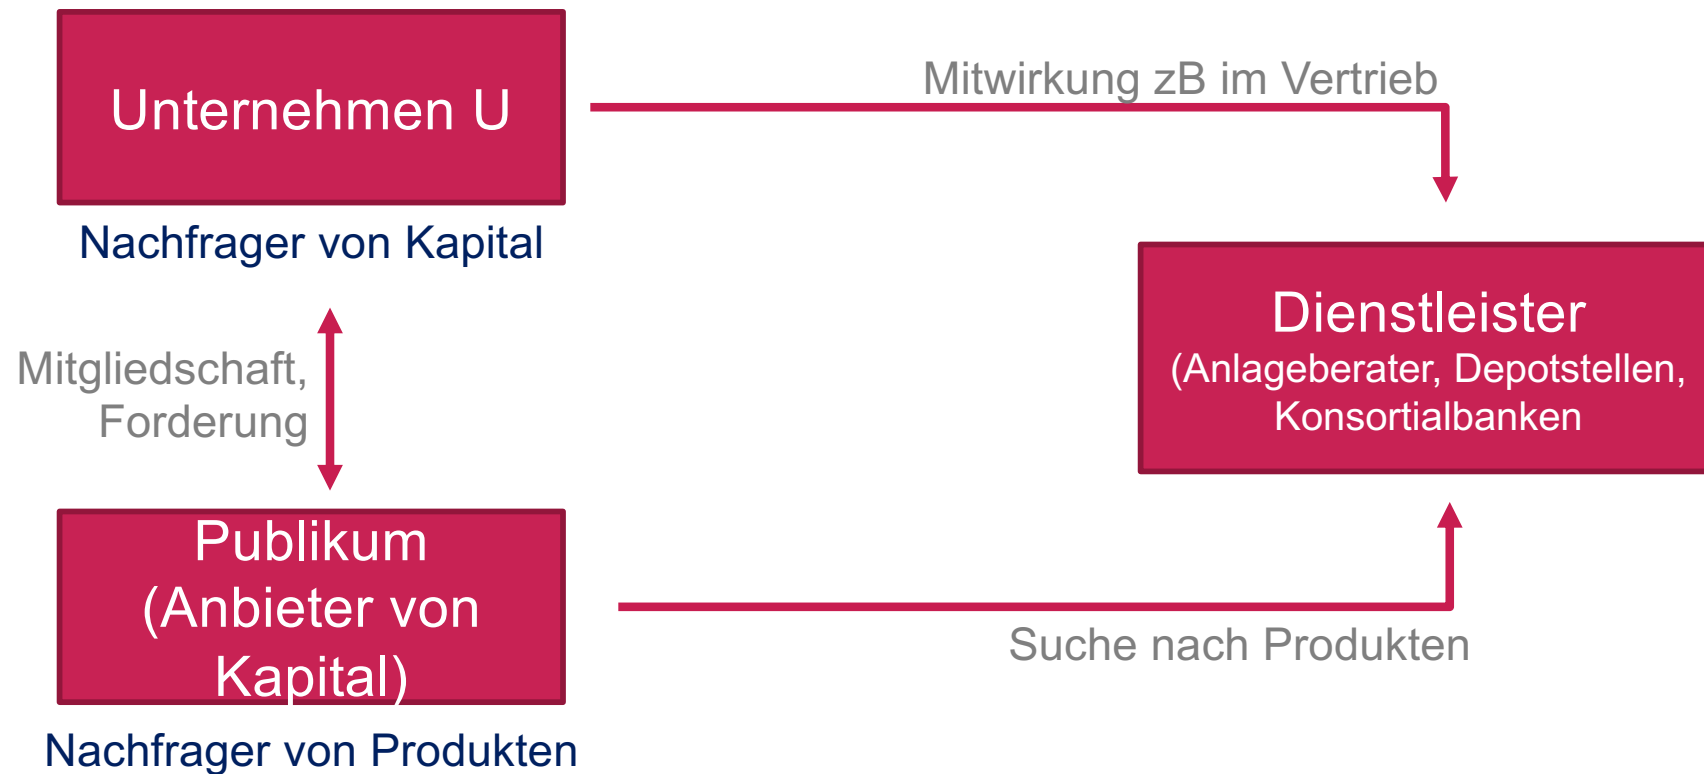 Unternehmen U
Nachfrager von Kapital
Mitwirkung zB im Vertrieb
Dienstleister
(Anlageberater, Depotstellen,
Konsortialbanken
Mitgliedschaft,
Forderung
Publikum
(Anbieter von
Kapital)
Nachfrager von Produkten
Suche nach Produkten